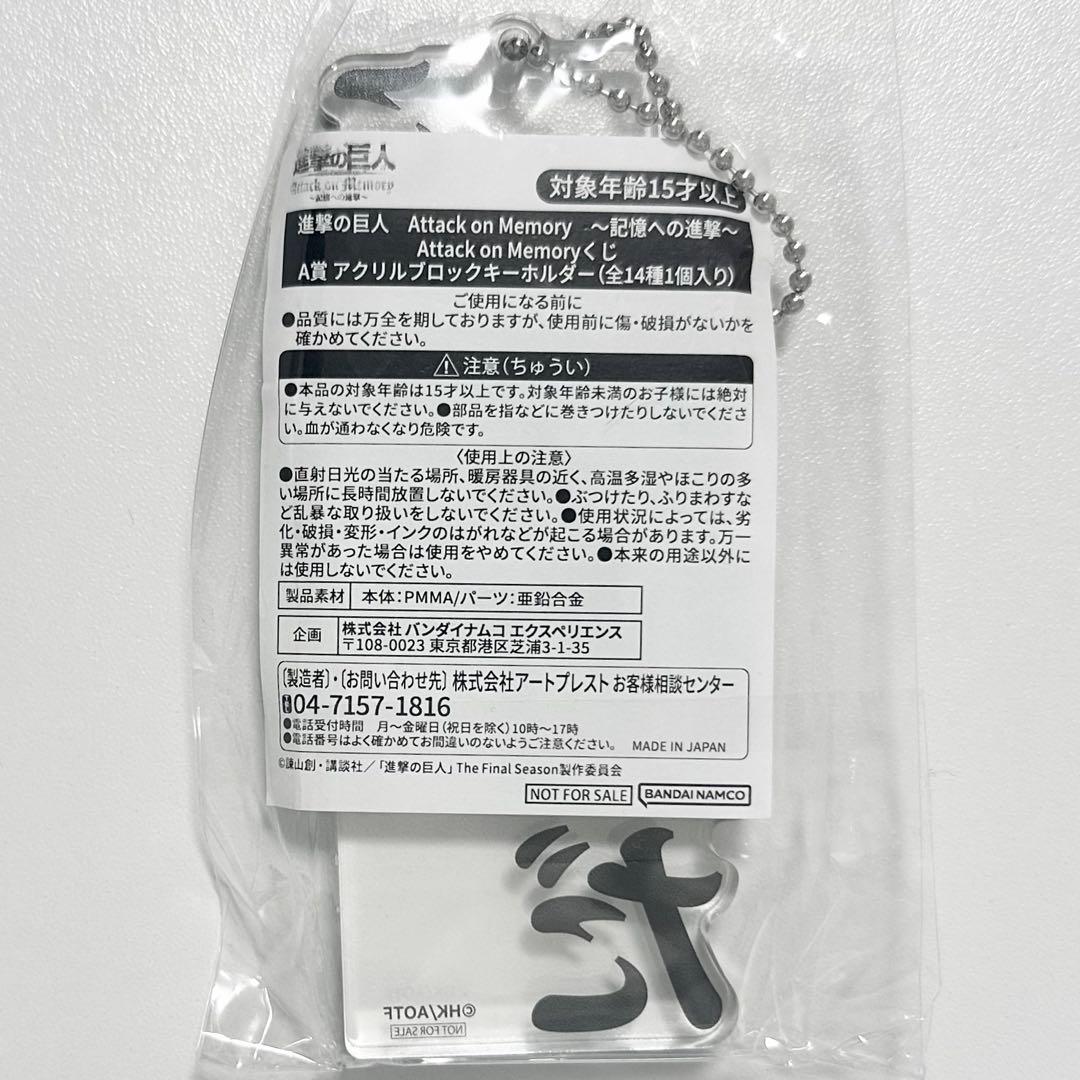 進撃の巨人
Attack on Memory
～記憶への進撃～
対象年齢15才以上
進撃の巨人 Attack on Memory ～記憶への進撃～
Attack on Memoryくじ
A賞 アクリルブロックキーホルダー(全14種1個入り)
ご使用になる前に
●品質には万全を期しておりますが、使用前に傷・破損がないかを
確かめてください。
⚠注意(ちゅうい)
●本品の対象年齢は15才以上です。対象年齢未満のお子様には絶対
に与えないでください。●部品を指などに巻きつけたりしないでくださ
い。血が通わなくなり危険です。
〈使用上の注意〉
●直射日光の当たる場所、暖房器具の近く、高温多湿やほこりの多
い場所に長時間放置しないでください。●ぶつけたり、ふりまわすな
ど乱暴な取り扱いをしないでください。●使用状況によっては、劣
化・破損・変形・インクのはがれなどが起こる場合があります。万一
異常があった場合は使用をやめてください。●本来の用途以外に
は使用しないでください。
製品素材 本体:PMMA/パーツ:亜鉛合金
企画 株式会社 バンダイナムコ エクスペリエンス
〒108-0023 東京都港区芝浦3-1-35
〔製造者〕・〔お問い合わせ先〕株式会社アートプレスト お客様相談センター
TEL 04-7157-1816
●電話受付時間 月～金曜日(祝日を除く)10時～17時
●電話番号はよく確かめてお間違いのないようご注意ください。 MADE IN JAPAN
©諫山創・講談社/「進撃の巨人」The Final Season製作委員会
NOT FOR SALE BANDAI NAMCO
だ
©HK/AOTF
NOT FOR SALE